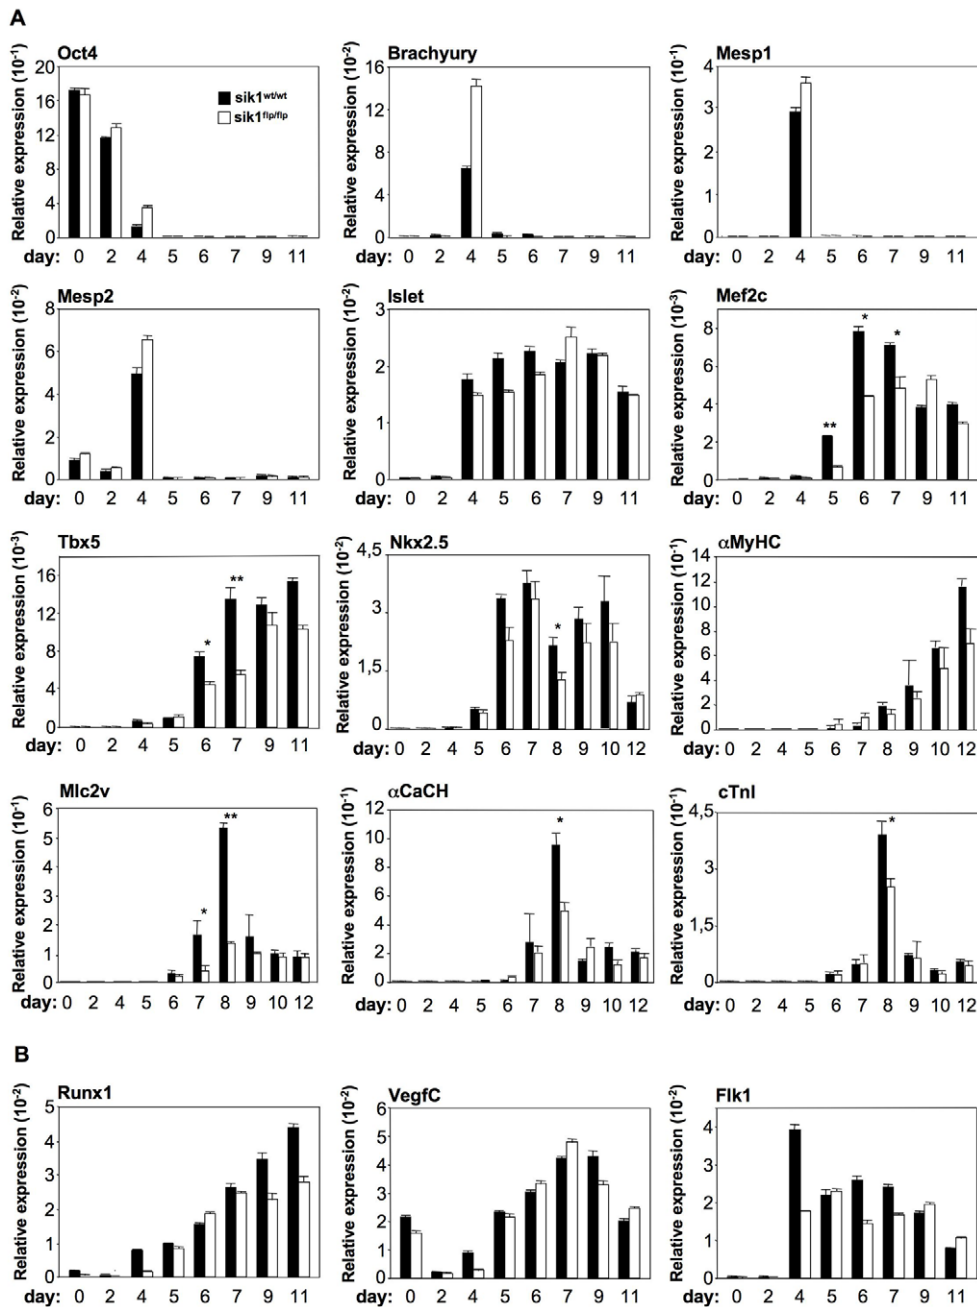 A
Oct4 Brachyury Mesp1
Relative expression (10-1) 20 16 12 8 4 0 sik1wt/wt sik1flp/flp
Relative expression (10-2) 16 12 8 4 0
Relative expression (10-1) 4 3 2 1 0
day: 0 2 4 5 6 7 9 11 day: 0 2 4 5 6 7 9 11 day: 0 2 4 5 6 7 9 11
Mesp2 Islet Mef2c
Relative expression (10-2) 8 6 4 2 0
Relative expression (10-2) 3 2 1 0
Relative expression (10-3) 8 6 4 2 0 ** * *
day: 0 2 4 5 6 7 9 11 day: 0 2 4 5 6 7 9 11 day: 0 2 4 5 6 7 9 11
Tbx5 Nkx2.5 αMyHC
Relative expression (10-3) 16 12 8 4 0 * **
Relative expression (10-2) 4,5 3 1,5 0 *
Relative expression (10-1) 14 12 10 8 6 4 2 0
day: 0 2 4 5 6 7 9 11 day: 0 2 4 5 6 7 8 9 10 12 day: 0 2 4 5 6 7 8 9 10 12
Mlc2v αCaCH cTnI
Relative expression (10-1) 6 5 4 3 2 1 0 * **
Relative expression (10-2) 12 10 8 6 4 2 0 *
Relative expression (10-1) 4,5 3 1,5 0 *
day: 0 2 4 5 6 7 8 9 10 12 day: 0 2 4 5 6 7 8 9 10 12 day: 0 2 4 5 6 7 8 9 10 12
B
Runx1 VegfC Flk1
Relative expression (10-2) 5 4 3 2 1 0
Relative expression (10-2) 6 5 4 3 2 1 0
Relative expression (10-2) 4 3 2 1 0
day: 0 2 4 5 6 7 9 11 day: 0 2 4 5 6 7 9 11 day: 0 2 4 5 6 7 9 11